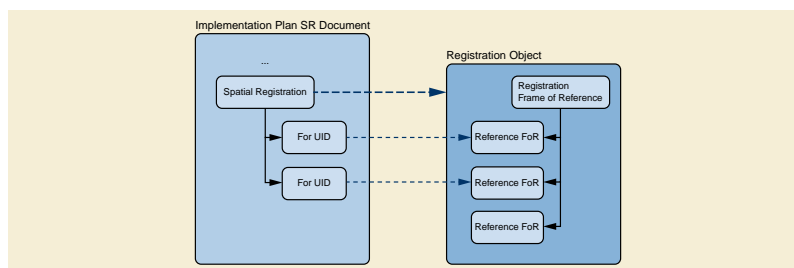 Implementation Plan SR Document
...
Spatial Registration
For UID
For UID
Registration Object
Registration
Frame of Reference
Reference FoR
Reference FoR
Reference FoR